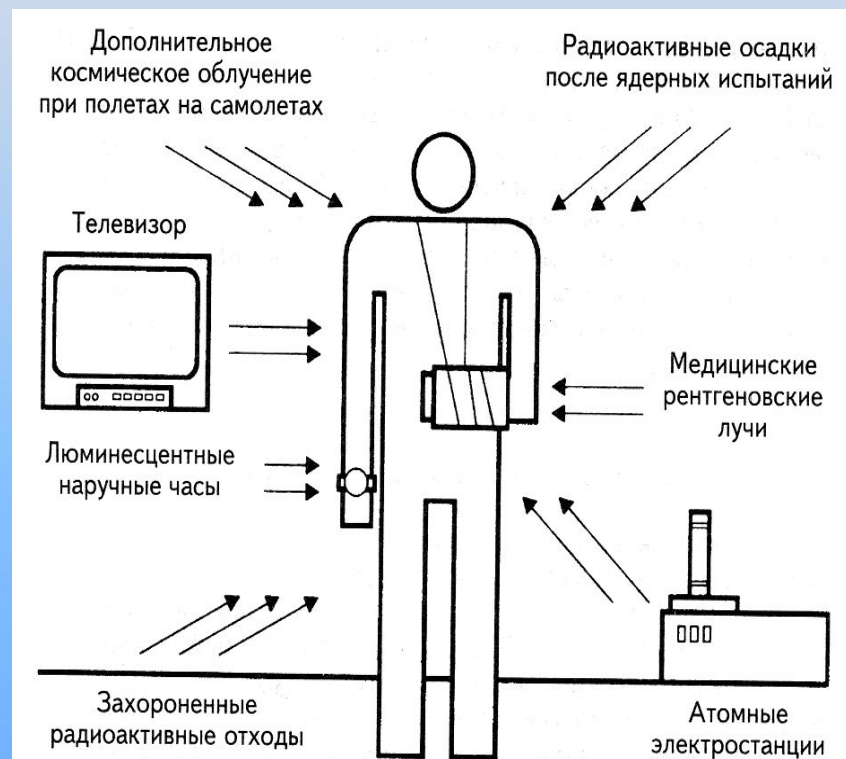 Дополнительное
космическое облучение
при полетах на самолетах
Радиоактивные осадки
после ядерных испытаний
Телевизор
Медицинские
рентгеновские
лучи
Люминесцентные
наручные часы
Захороненные
радиоактивные отходы
Атомные
электростанции